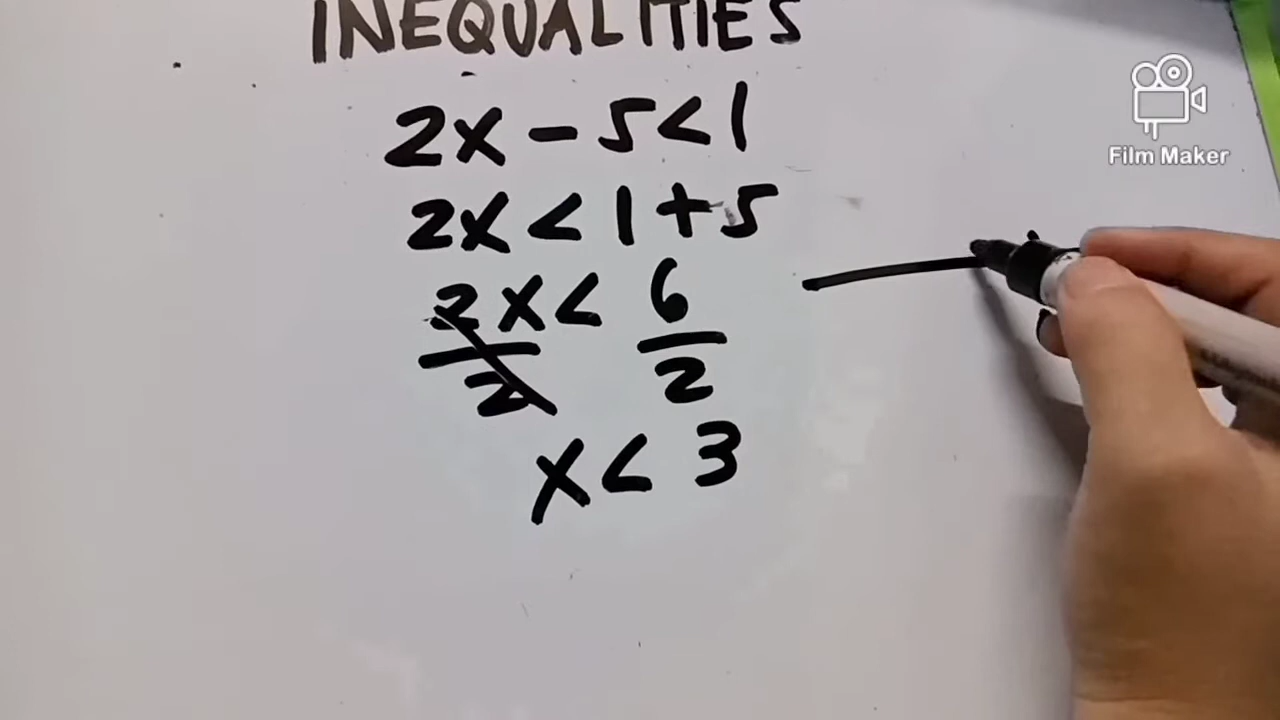 INEQUALITIES
2x - 5 < 1
2x < 1 + 5
2x < 6
2 2
x < 3
Film Maker